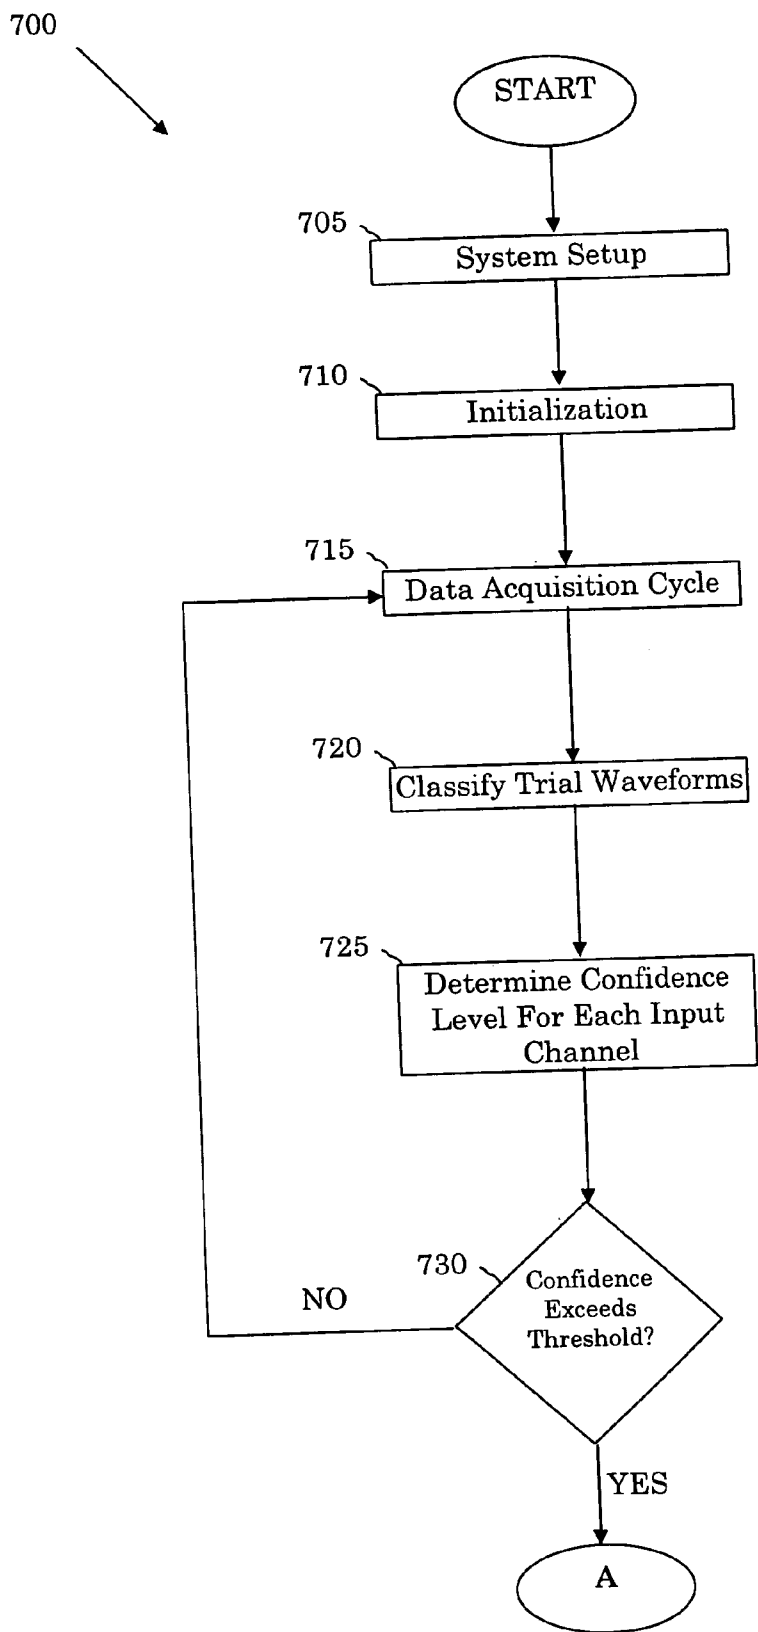 700
START
705
System Setup
710
Initialization
715
Data Acquisition Cycle
720
Classify Trial Waveforms
725
Determine Confidence
Level For Each Input
Channel
730
Confidence
Exceeds
Threshold?
NO
YES
A